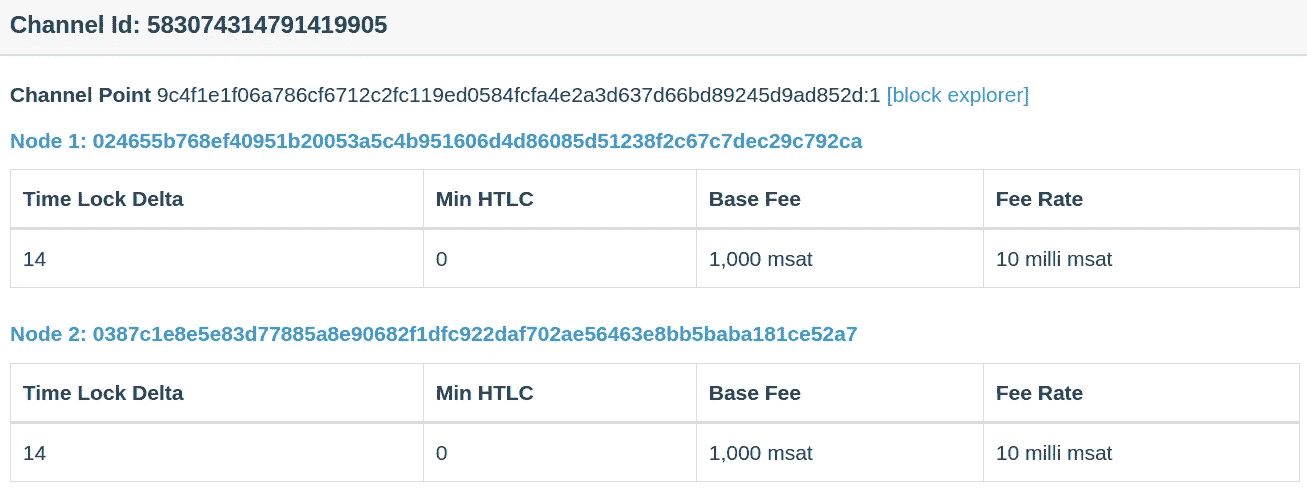 Channel Id: 583074314791419905
Channel Point 9c4f1e1f06a786cf6712c2fc119ed0584fcfa4e2a3d637d66bd89245d9ad852d:1 [block explorer]
Node 1: 024655b768ef40951b20053a5c4b951606d4d86085d51238f2c67c7dec29c792ca
Time Lock Delta Min HTLC Base Fee Fee Rate
14 0 1,000 msat 10 milli msat
Node 2: 0387c1e8e5e83d77885a8e90682f1dfc922daf702ae56463e8bb5baba181ce52a7
Time Lock Delta Min HTLC Base Fee Fee Rate
14 0 1,000 msat 10 milli msat